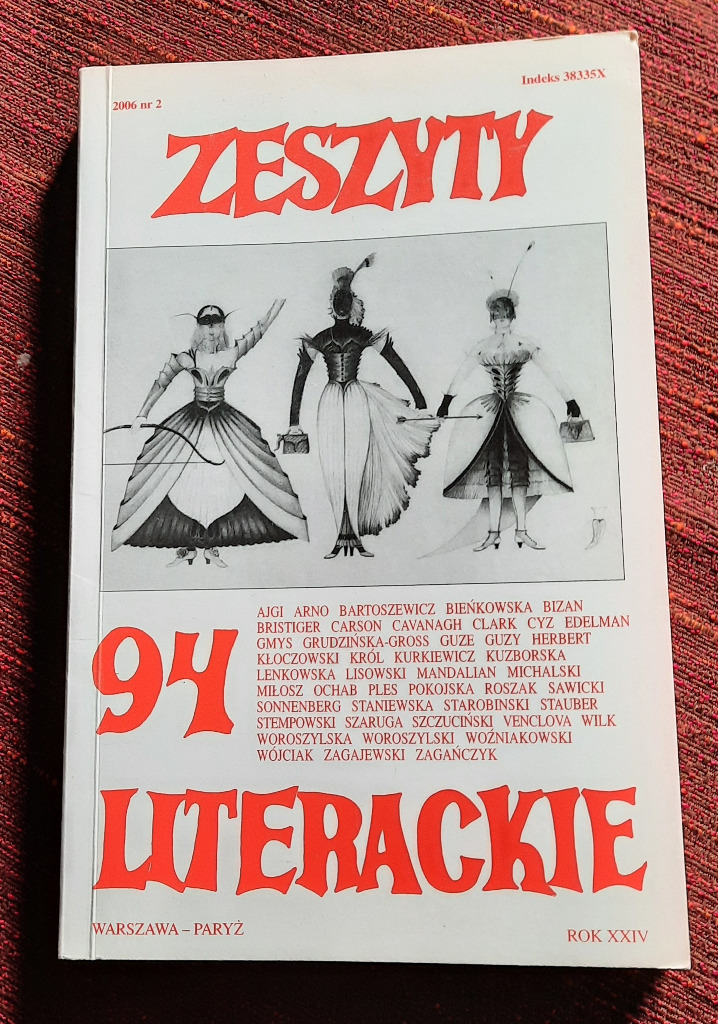 2006 nr 2
Indeks 38335X
ZESZYTY
94
AJGI ARNO BARTOSZEWICZ BIEŃKOWSKA BIZAN
BRISTIGER CARSON CAVANAGH CLARK CYZ EDELMAN
GMYS GRUDZIŃSKA-GROSS GUZE GUZY HERBERT
KŁOCZOWSKI KRÓL KURKIEWICZ KUZBORSKA
LENKOWSKA LISOWSKI MANDALIAN MICHALSKI
MIŁOSZ OCHAB PLES POKOJSKA ROSZAK SAWICKI
SONNENBERG STANIEWSKA STAROBINSKI STAUBER
STEMPOWSKI SZARUGA SZCZUCIŃSKI VENCLOVA WILK
WOROSZYLSKA WOROSZYLSKI WOŹNIAKOWSKI
WÓJCIAK ZAGAJEWSKI ZAGAŃCZYK
LITERACKIE
WARSZAWA – PARYŻ
ROK XXIV